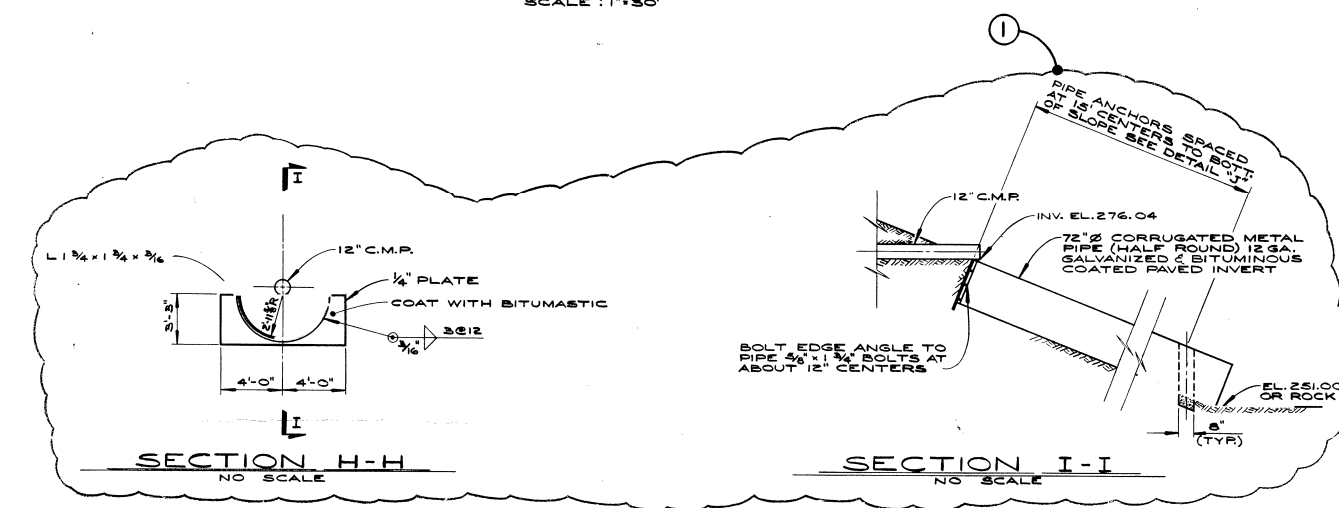 SCALE : 1"=30'
1
PIPE ANCHORS SPACED
AT 15' CENTERS TO BOTT.
OF SLOPE SEE DETAIL "J"
I
12" C.M.P.
INV. EL. 276.04
L 1 3/4 x 1 3/4 x 3/16
12" C.M.P.
1/4" PLATE
COAT WITH BITUMASTIC
72"Ø CORRUGATED METAL
PIPE (HALF ROUND) 12 GA.
GALVANIZED & BITUMINOUS
COATED PAVED INVERT
3'-3"
3/16"
3@12
BOLT EDGE ANGLE TO
PIPE 5/8" x 1 3/4" BOLTS AT
ABOUT 12" CENTERS
4'-0"
4'-0"
EL. 251.00
OR ROCK
I
8"
(TYP.)
SECTION H-H
NO SCALE
SECTION I-I
NO SCALE